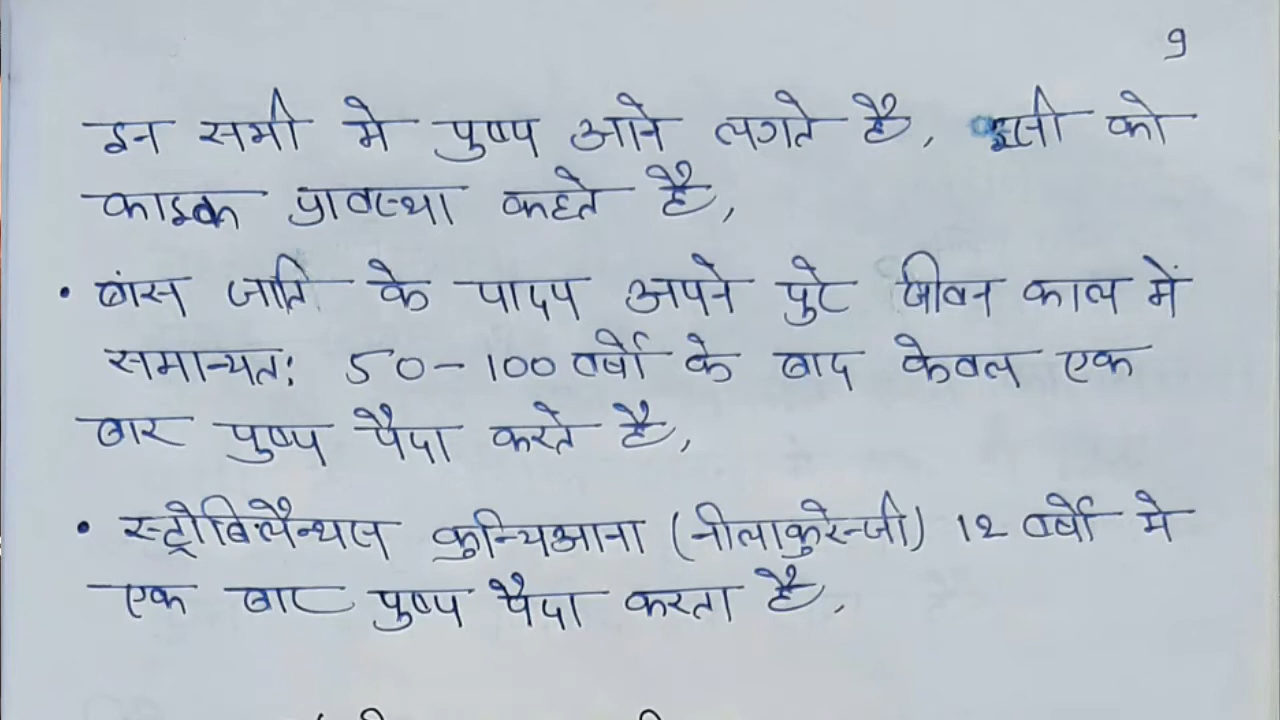 9
इन सभी मे पुष्प आने लगते है, इसी को
काइक प्रावस्था कहते है,
• बांस जाति के पादप अपने पुरे जीवन काल में
समान्यत: 50-100 वर्षो के बाद केवल एक
बार पुष्प पैदा करते है,
• स्ट्रोबिलैन्थस कुन्थिआना (नीलाकुरेन्जी) 12 वर्षो मे
एक बार पुष्प पैदा करता है,